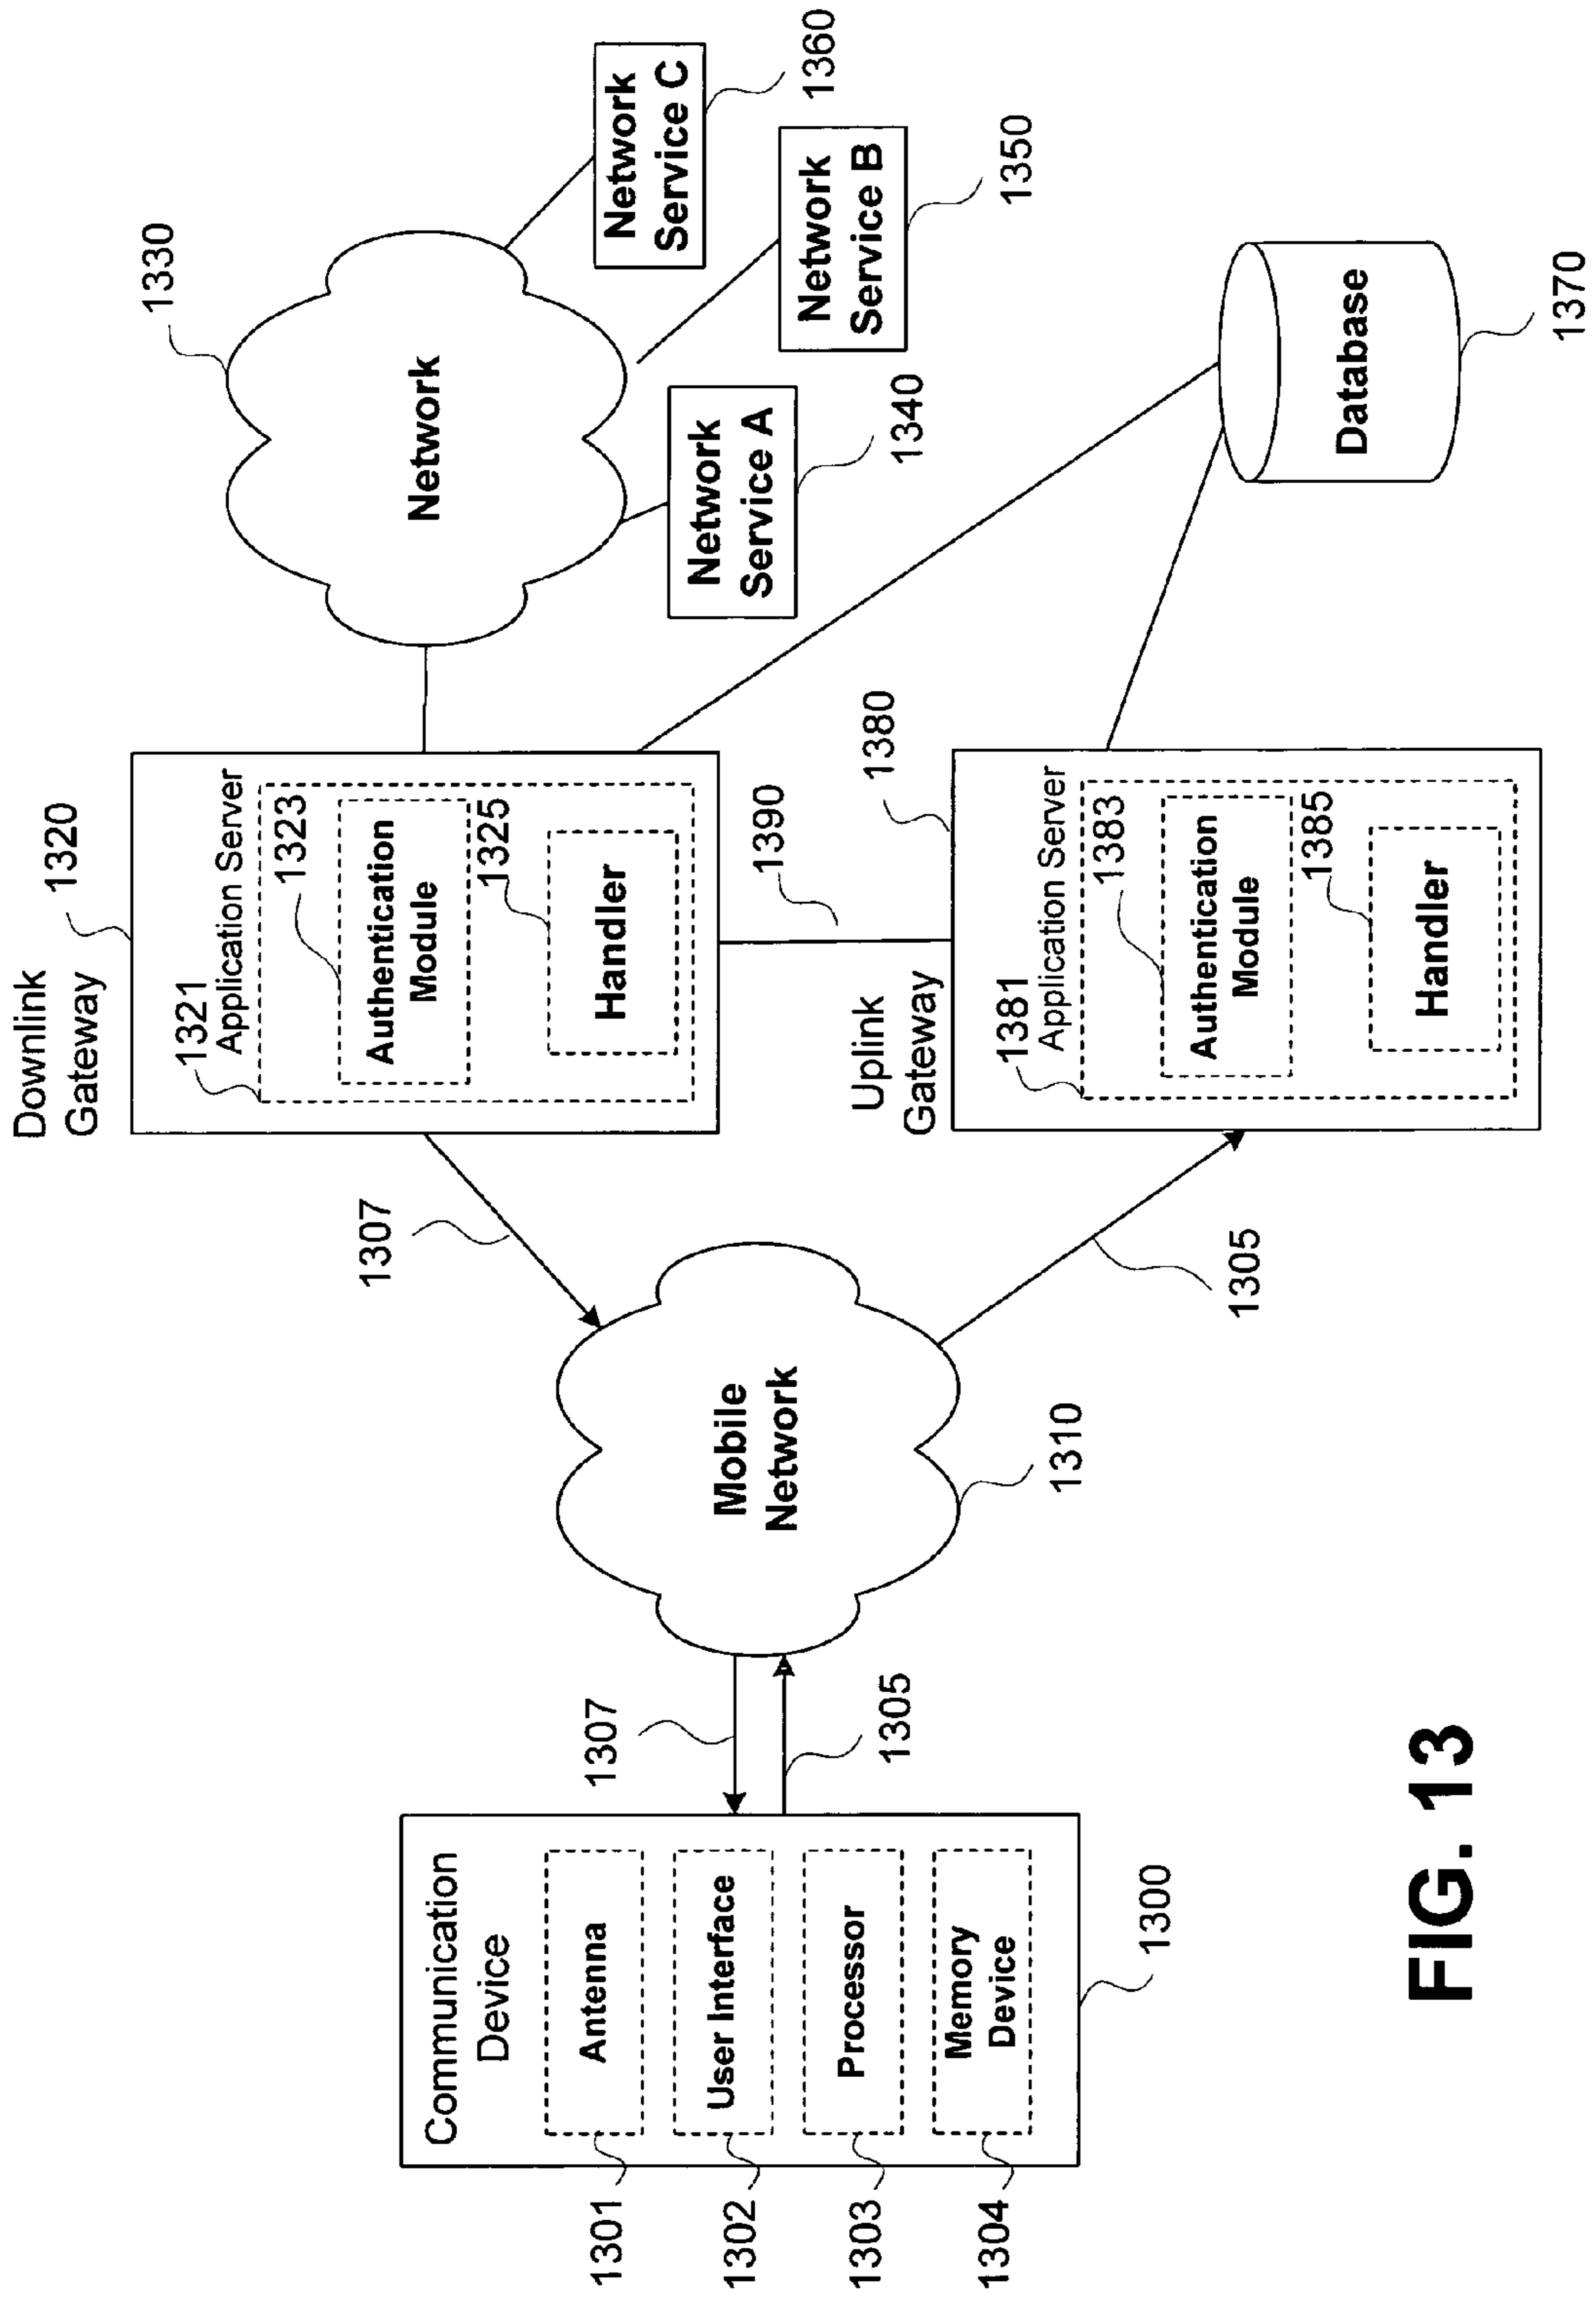 Downlink
Gateway
1320
1321
Application Server
1323
Authentication
Module
1325
Handler
1330
Network
Network
Service C
1360
Network
Service B
1350
Network
Service A
1340
1390
Uplink
Gateway
1380
1381
Application Server
1383
Authentication
Module
1385
Handler
Database
1370
1307
1305
Mobile
Network
1310
1307
1305
Communication
Device
1301
Antenna
1302
User Interface
1303
Processor
1304
Memory
Device
1300
FIG. 13